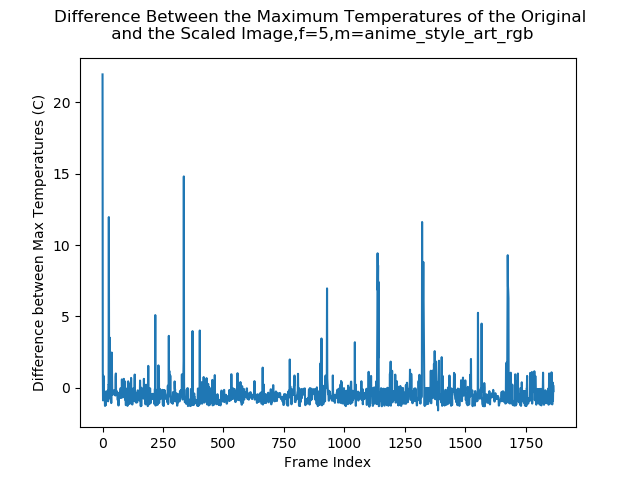 Difference Between the Maximum Temperatures of the Original
and the Scaled Image,f=5,m=anime_style_art_rgb
Difference between Max Temperatures (C)
20
15
10
5
0
0 250 500 750 1000 1250 1500 1750
Frame Index